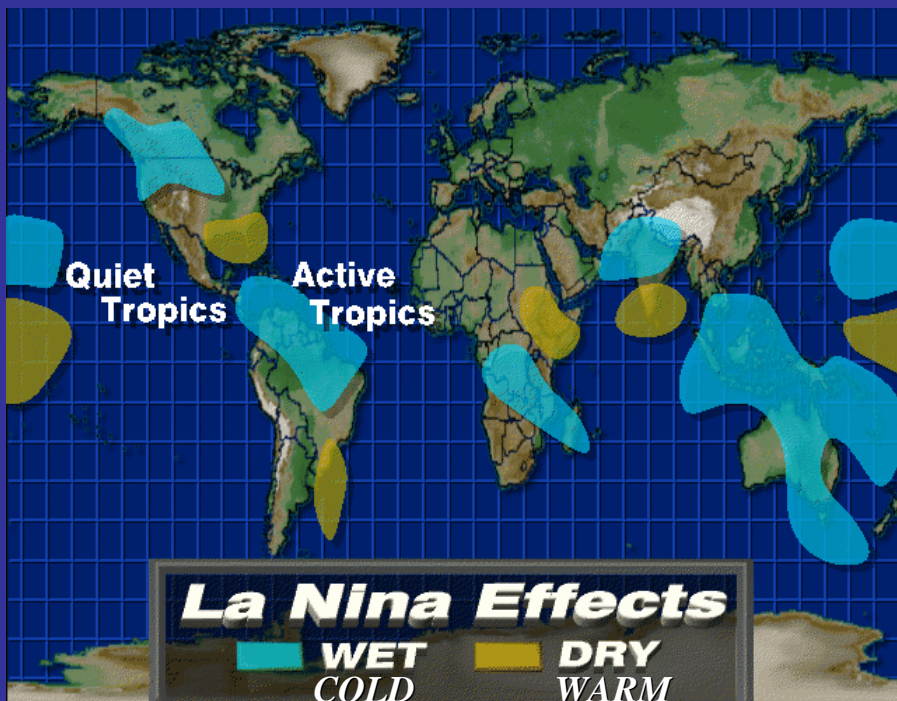 Quiet
Tropics
Active
Tropics
La Nina Effects
WET
DRY
COLD
WARM